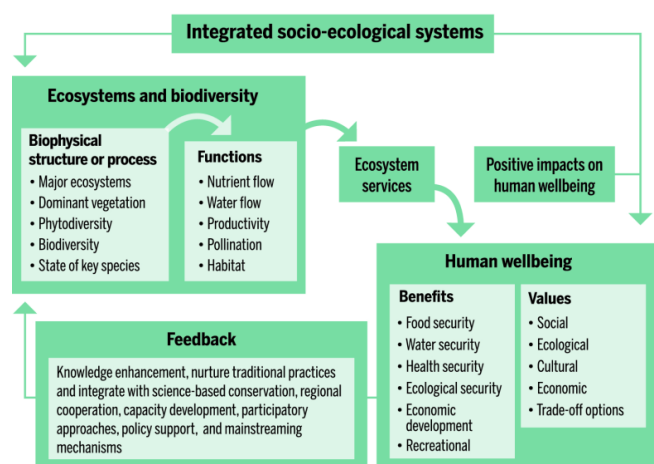 Integrated socio-ecological systems
Ecosystems and biodiversity
Biophysical
structure or process
• Major ecosystems
• Dominant vegetation
• Phytodiversity
• Biodiversity
• State of key species
Functions
• Nutrient flow
• Water flow
• Productivity
• Pollination
• Habitat
Ecosystem
services
Positive impacts on
human wellbeing
Human wellbeing
Benefits
• Food security
• Water security
• Health security
• Ecological security
• Economic
development
• Recreational
Values
• Social
• Ecological
• Cultural
• Economic
• Trade-off options
Feedback
Knowledge enhancement, nurture traditional practices
and integrate with science-based conservation, regional
cooperation, capacity development, participatory
approaches, policy support, and mainstreaming
mechanisms